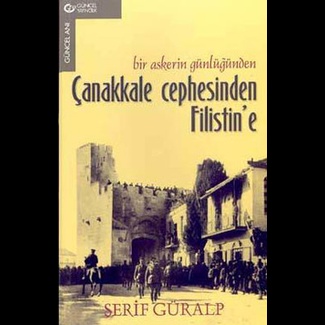 GÜNCEL
YAYINCILIK
GÜNCEL ANI
bir askerin günlüğünden
Çanakkale cephesinden
Filistin'e
ŞERİF GÜRALP